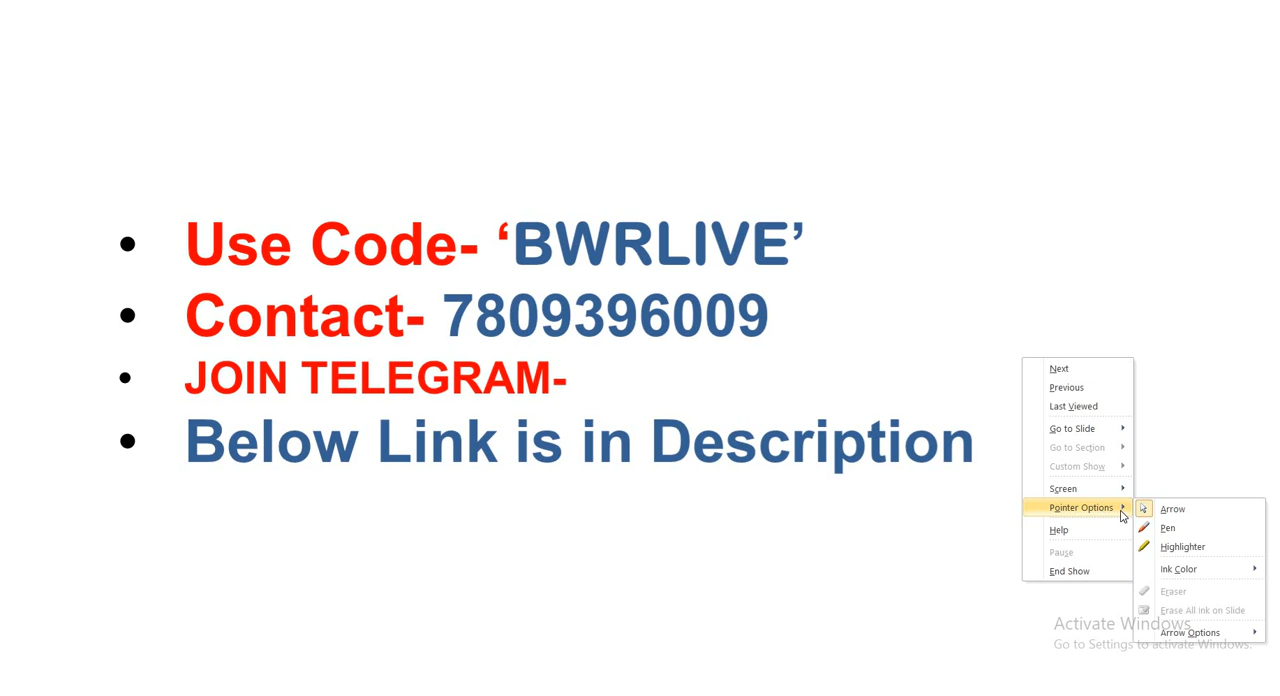 • Use Code- ‘BWRLIVE’
• Contact- 7809396009
• JOIN TELEGRAM-
• Below Link is in Description
Next
Previous
Last Viewed
Go to Slide
Go to Section
Custom Show
Screen
Pointer Options
Help
Pause
End Show
Arrow
Pen
Highlighter
Ink Color
Eraser
Erase All Ink on Slide
Arrow Options
Activate Windows
Go to Settings to activate Windows.